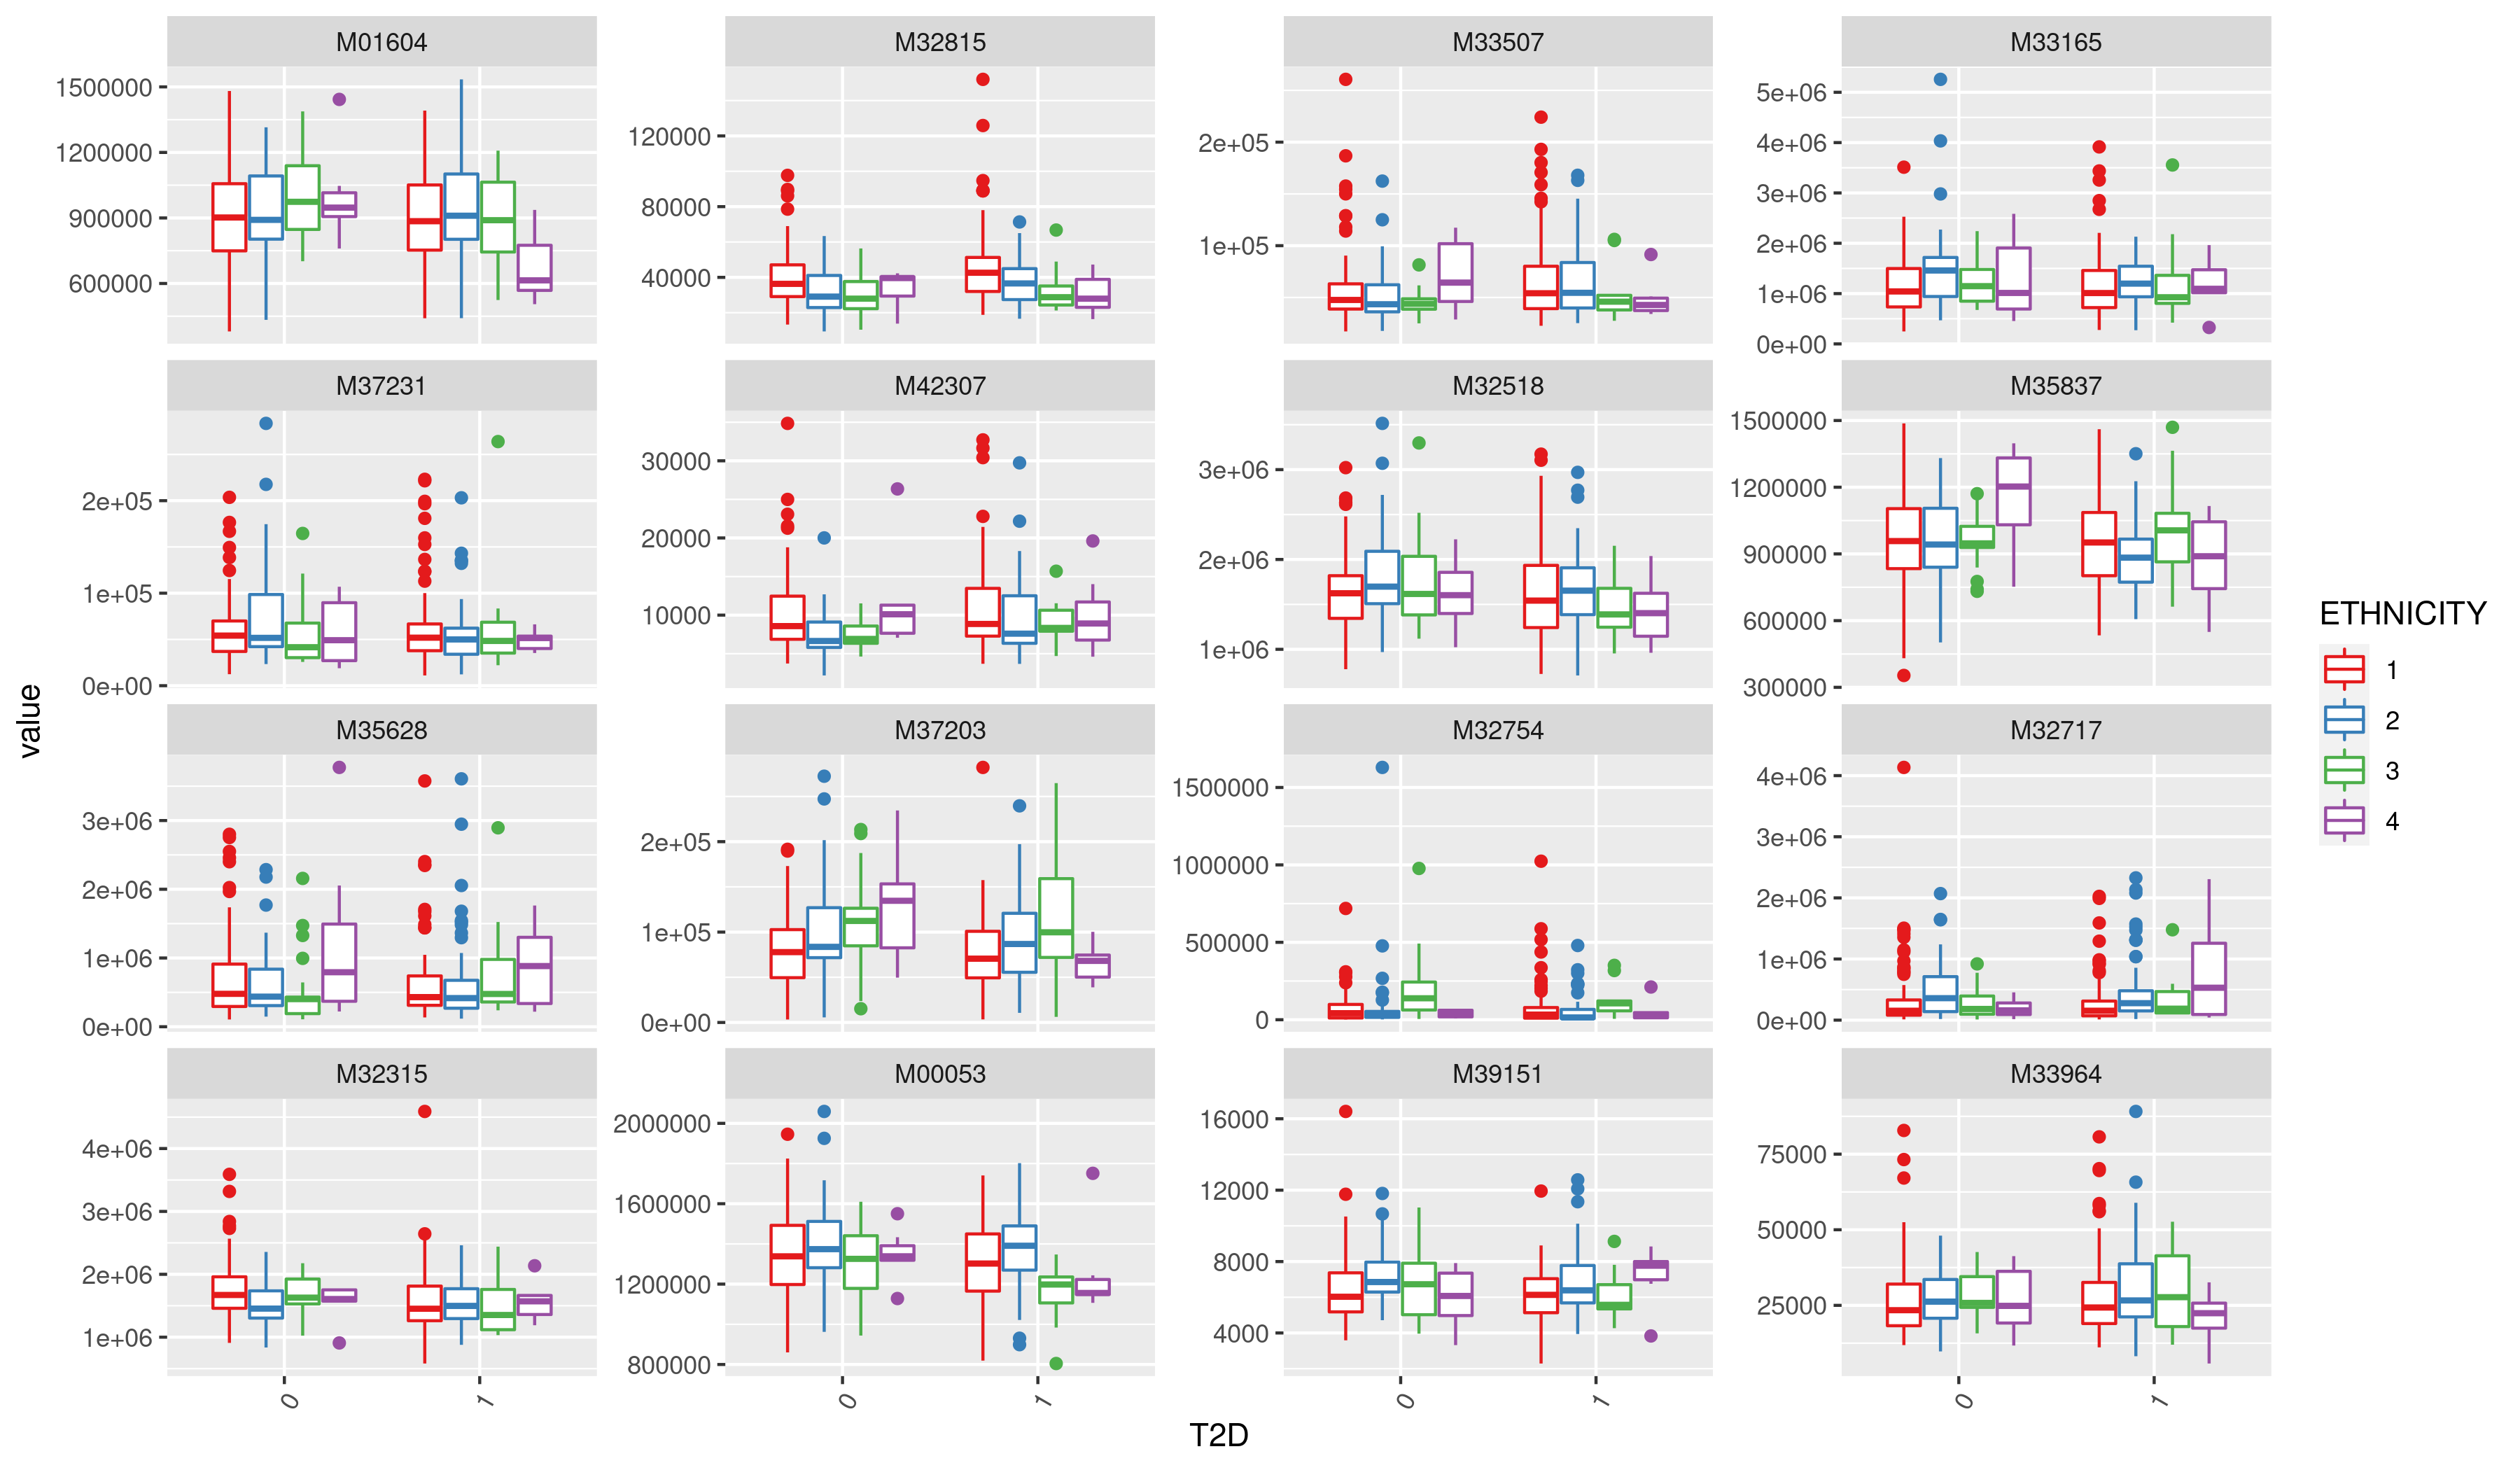 M01604
M32815
M33507
M33165
1500000
1200000
900000
600000
120000
80000
40000
2e+05
1e+05
5e+06
4e+06
3e+06
2e+06
1e+06
0e+00
M37231
M42307
M32518
M35837
2e+05
1e+05
0e+00
30000
20000
10000
3e+06
2e+06
1e+06
1500000
1200000
900000
600000
300000
M35628
M37203
M32754
M32717
3e+06
2e+06
1e+06
0e+00
2e+05
1e+05
0e+00
1500000
1000000
500000
0
4e+06
3e+06
2e+06
1e+06
0e+00
M32315
M00053
M39151
M33964
4e+06
3e+06
2e+06
1e+06
2000000
1600000
1200000
800000
16000
12000
8000
4000
75000
50000
25000
0 1 0 1 0 1 0 1
T2D
value
ETHNICITY
1
2
3
4